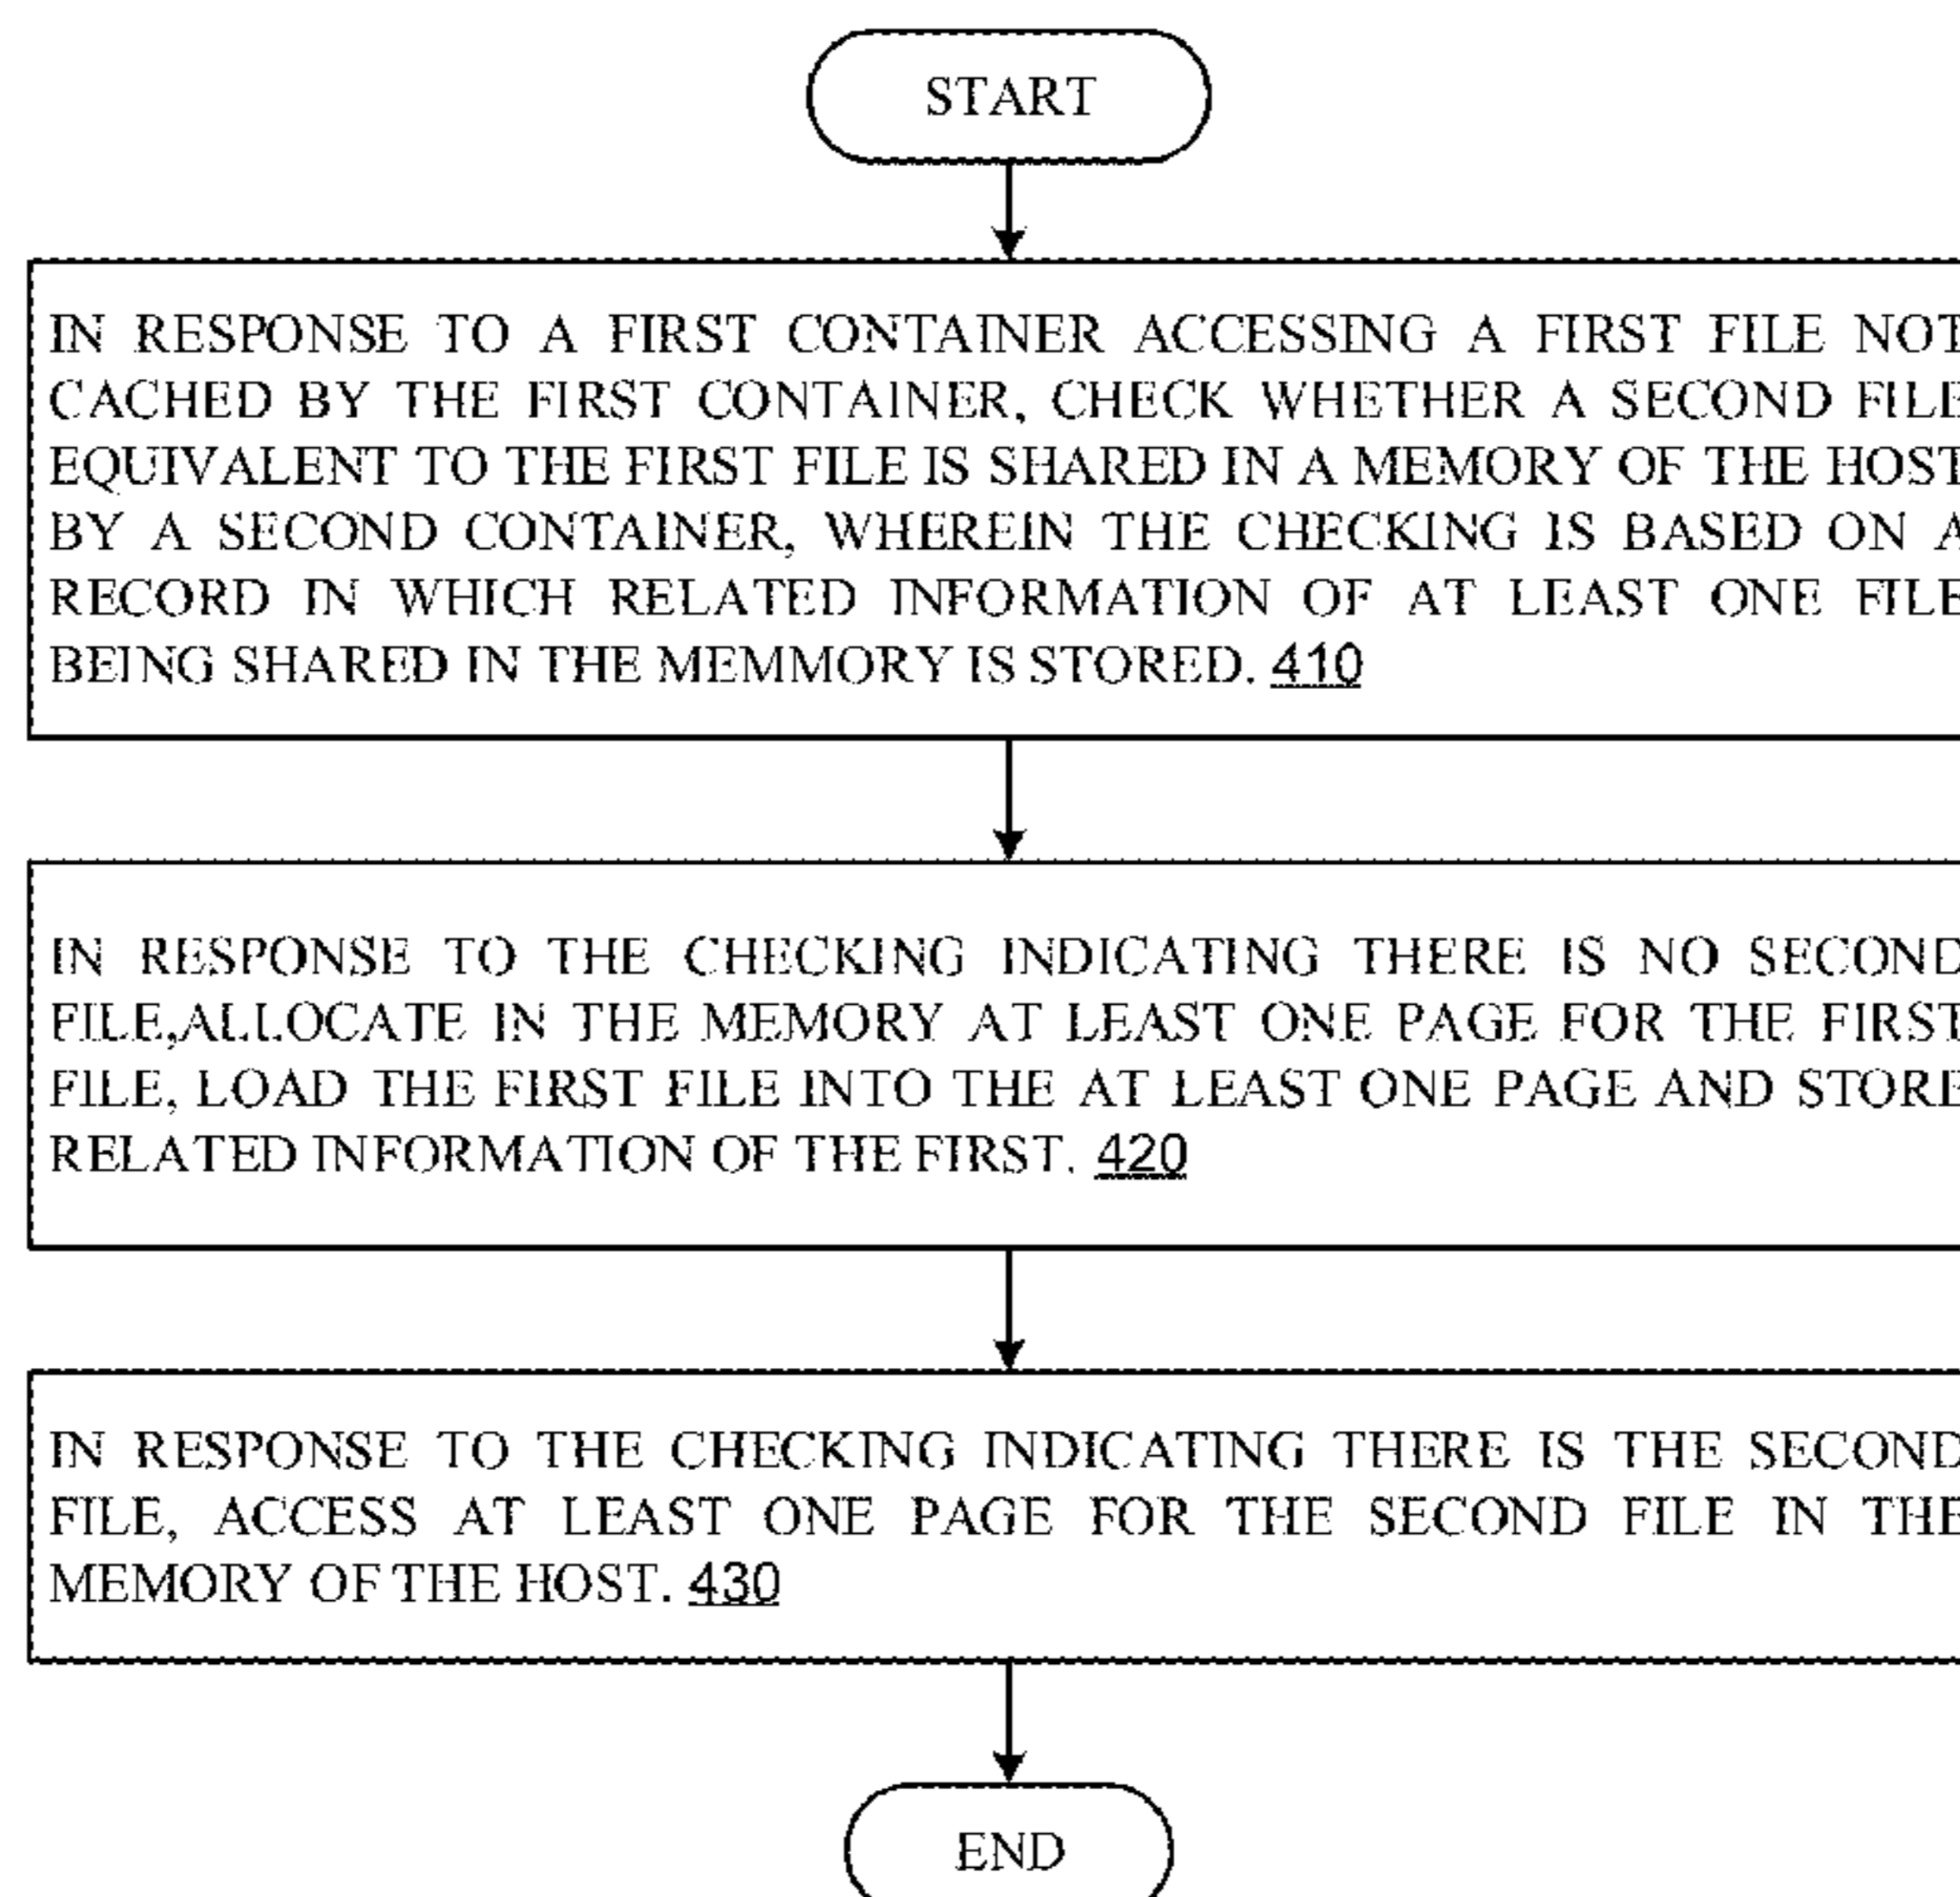 START
IN RESPONSE TO A FIRST CONTAINER ACCESSING A FIRST FILE NOT
CACHED BY THE FIRST CONTAINER, CHECK WHETHER A SECOND FILE
EQUIVALENT TO THE FIRST FILE IS SHARED IN A MEMORY OF THE HOST
BY A SECOND CONTAINER, WHEREIN THE CHECKING IS BASED ON A
RECORD IN WHICH RELATED INFORMATION OF AT LEAST ONE FILE
BEING SHARED IN THE MEMMORY IS STORED. 410
IN RESPONSE TO THE CHECKING INDICATING THERE IS NO SECOND
FILE,ALLOCATE IN THE MEMORY AT LEAST ONE PAGE FOR THE FIRST
FILE, LOAD THE FIRST FILE INTO THE AT LEAST ONE PAGE AND STORE
RELATED INFORMATION OF THE FIRST. 420
IN RESPONSE TO THE CHECKING INDICATING THERE IS THE SECOND
FILE, ACCESS AT LEAST ONE PAGE FOR THE SECOND FILE IN THE
MEMORY OF THE HOST. 430
END